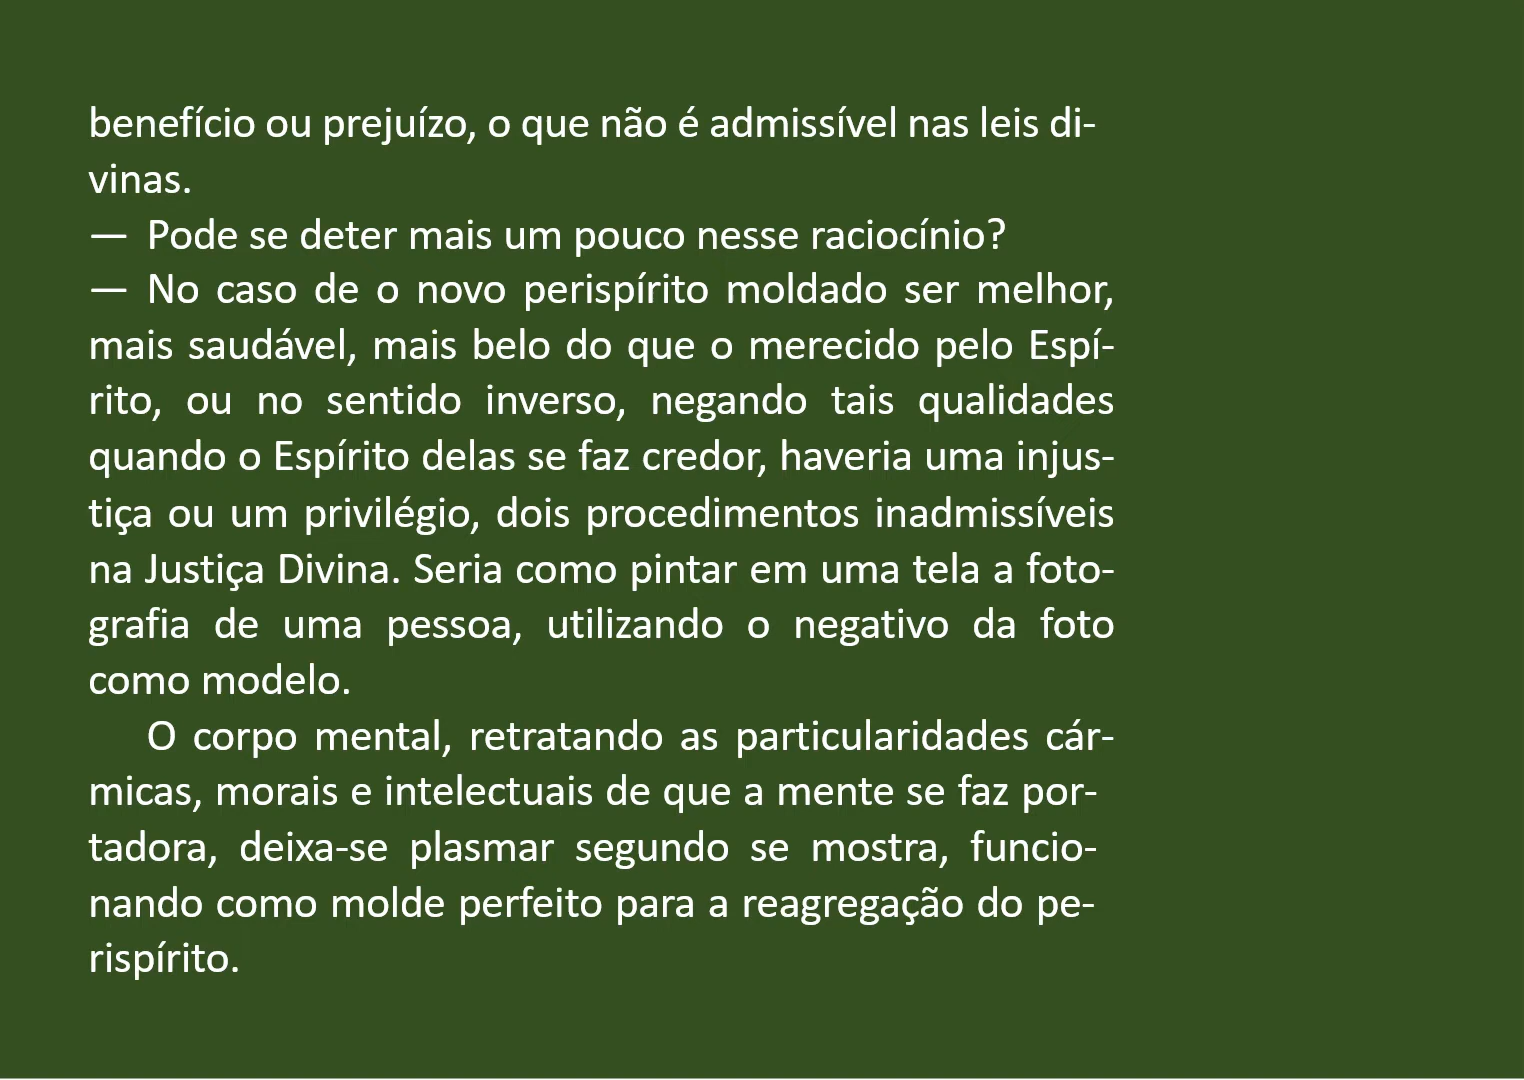 benefício ou prejuízo, o que não é admissível nas leis di-
vinas.
— Pode se deter mais um pouco nesse raciocínio?
— No caso de o novo perispírito moldado ser melhor,
mais saudável, mais belo do que o merecido pelo Espí-
rito, ou no sentido inverso, negando tais qualidades
quando o Espírito delas se faz credor, haveria uma injus-
tiça ou um privilégio, dois procedimentos inadmissíveis
na Justiça Divina. Seria como pintar em uma tela a foto-
grafia de uma pessoa, utilizando o negativo da foto
como modelo.
O corpo mental, retratando as particularidades cár-
micas, morais e intelectuais de que a mente se faz por-
tadora, deixa-se plasmar segundo se mostra, funcio-
nando como molde perfeito para a reagregação do pe-
rispírito.